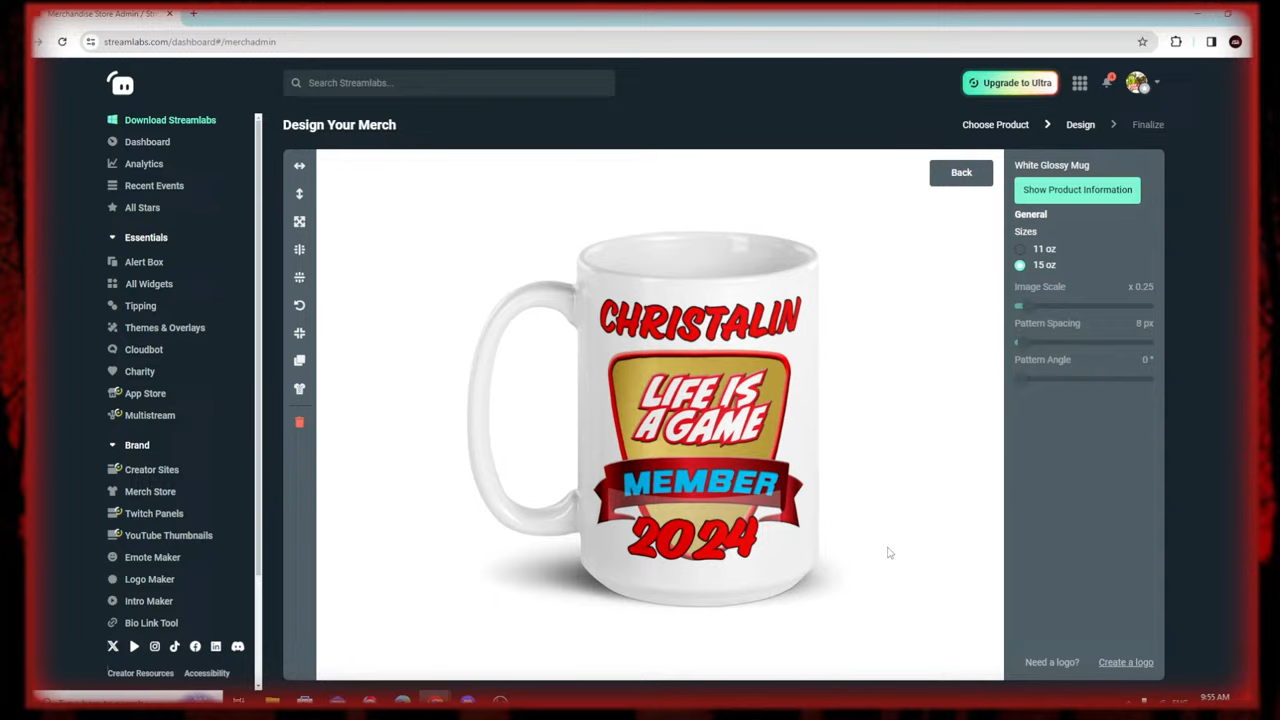 Merchandise Store Admin / Str
streamlabs.com/dashboard#/merchadmin
Search Streamlabs...
Upgrade to Ultra
Download Streamlabs
Dashboard
Analytics
Recent Events
All Stars
Essentials
Alert Box
All Widgets
Tipping
Themes & Overlays
Cloudbot
Charity
App Store
Multistream
Brand
Creator Sites
Merch Store
Twitch Panels
YouTube Thumbnails
Emote Maker
Logo Maker
Intro Maker
Bio Link Tool
Creator Resources Accessibility
Design Your Merch
Choose Product Design Finalize
Back
CHRISTALIN
LIFE IS
A GAME
MEMBER
2024
White Glossy Mug
Show Product Information
General
Sizes
11 oz
15 oz
Image Scale x 0.25
Pattern Spacing 8 px
Pattern Angle 0 °
Need a logo? Create a logo
9:55 AM